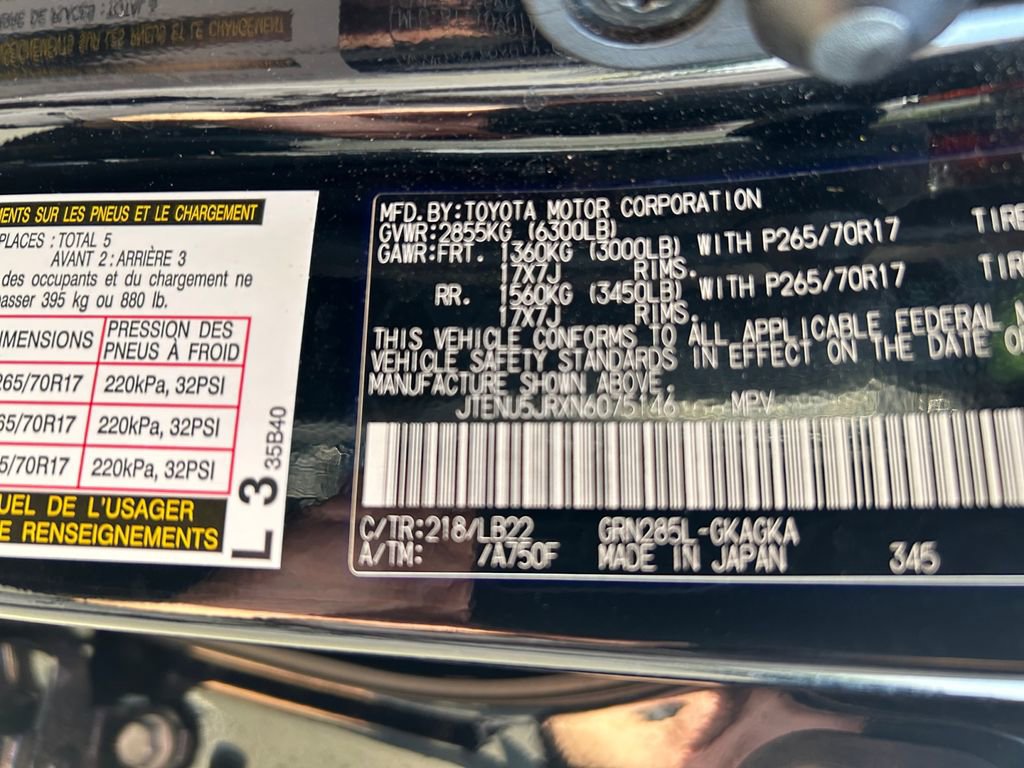 MENTS SUR LES PNEUS ET LE CHARGEMENT
PLACES : TOTAL 5
AVANT 2 : ARRIÈRE 3
des occupants et du chargement ne
passer 395 kg ou 880 lb.
IMENSIONS PRESSION DES PNEUS À FROID
265/70R17 220kPa, 32PSI
65/70R17 220kPa, 32PSI
5/70R17 220kPa, 32PSI
UEL DE L'USAGER
E RENSEIGNEMENTS
L 3 35B40
MFD.BY:TOYOTA MOTOR CORPORATION
GVWR:2855KG (6300LB)
GAWR:FRT. 1360KG (3000LB) WITH P265/70R17 TIRE
17X7J RIMS.
RR. 1560KG (3450LB) WITH P265/70R17 TIR
17X7J RIMS.
THIS VEHICLE CONFORMS TO ALL APPLICABLE FEDERAL
VEHICLE SAFETY STANDARDS IN EFFECT ON THE DATE O
MANUFACTURE SHOWN ABOVE.
JTENU5JRXN6075146 MPV
C/TR:218/LB22 GRN285L-GKAGKA
A/TM: /A750F MADE IN JAPAN 345